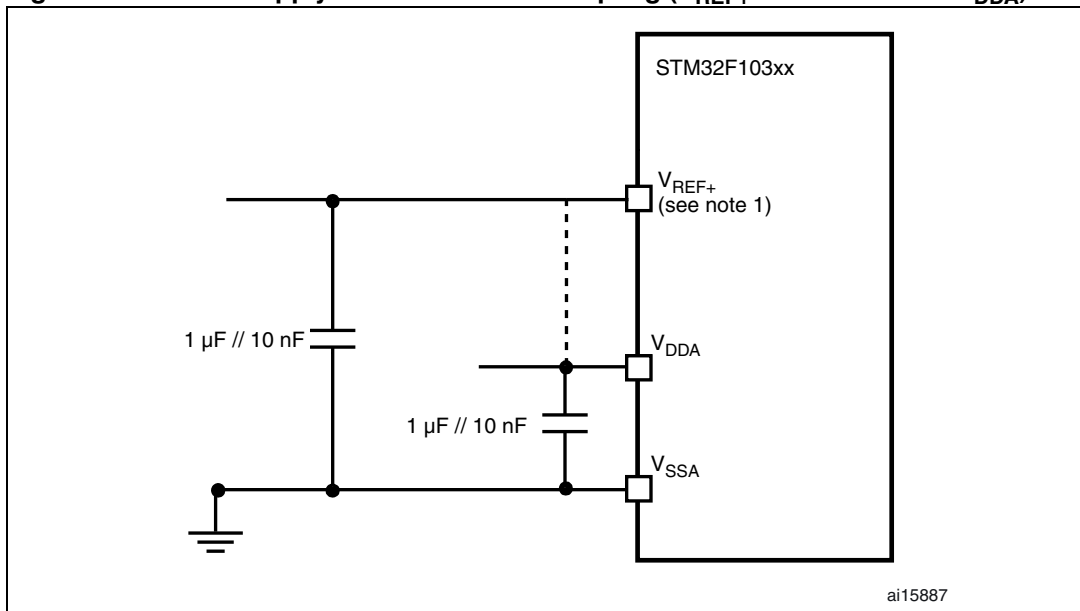 STM32F103xx
VREF+
(see note 1)
1 µF // 10 nF
VDDA
1 µF // 10 nF
VSSA
ai15887